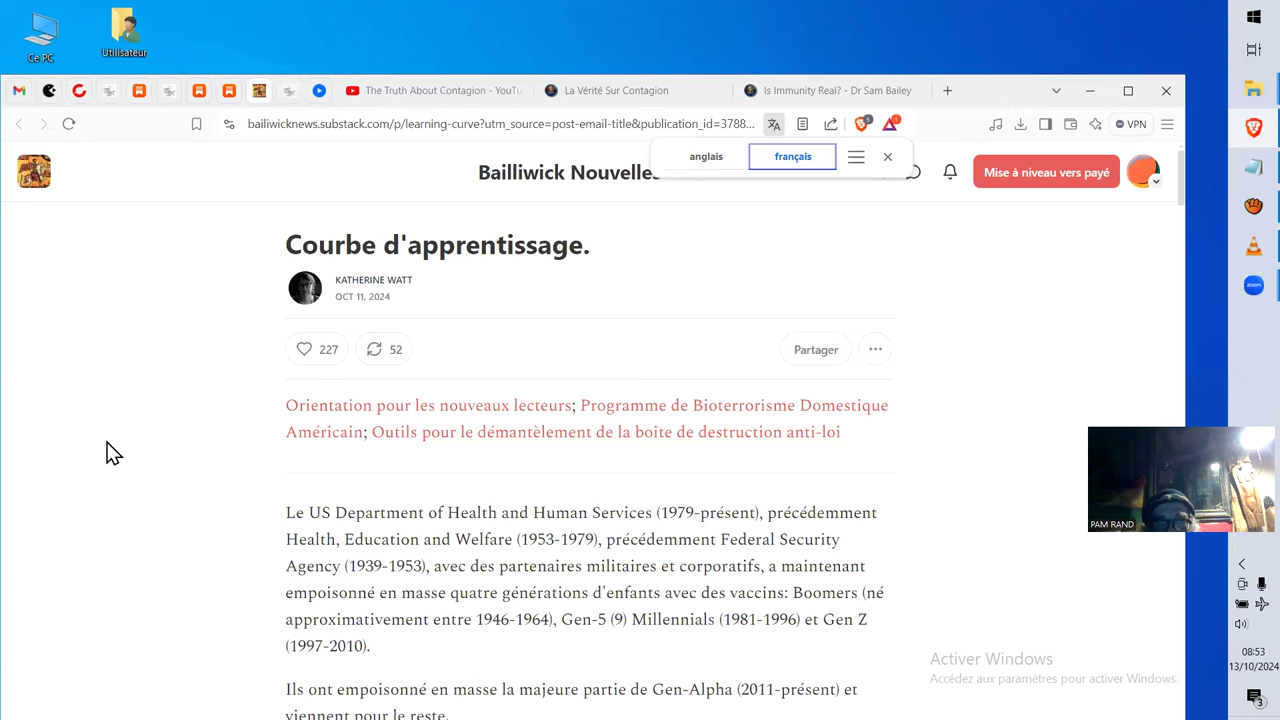 Ce PC
Utilisateur
The Truth About Contagion - YouTu
La Vérité Sur Contagion
Is Immunity Real? - Dr Sam Bailey
bailiwicknews.substack.com/p/learning-curve?utm_source=post-email-title&publication_id=3788...
5
1
VPN
anglais
français
Bailliwick Nouvelles
Mise à niveau vers payé
Courbe d'apprentissage.
KATHERINE WATT
OCT 11, 2024
227
52
Partager
Orientation pour les nouveaux lecteurs; Programme de Bioterrorisme Domestique
Américain; Outils pour le démantèlement de la boîte de destruction anti-loi
Le US Department of Health and Human Services (1979-présent), précédemment
Health, Education and Welfare (1953-1979), précédemment Federal Security
Agency (1939-1953), avec des partenaires militaires et corporatifs, a maintenant
empoisonné en masse quatre générations d'enfants avec des vaccins: Boomers (né
approximativement entre 1946-1964), Gen-5 (9) Millennials (1981-1996) et Gen Z
(1997-2010).
Ils ont empoisonné en masse la majeure partie de Gen-Alpha (2011-présent) et
viennent pour le reste.
zoom
PAM RAND
Activer Windows
Accédez aux paramètres pour activer Windows.
08:53
13/10/2024
3